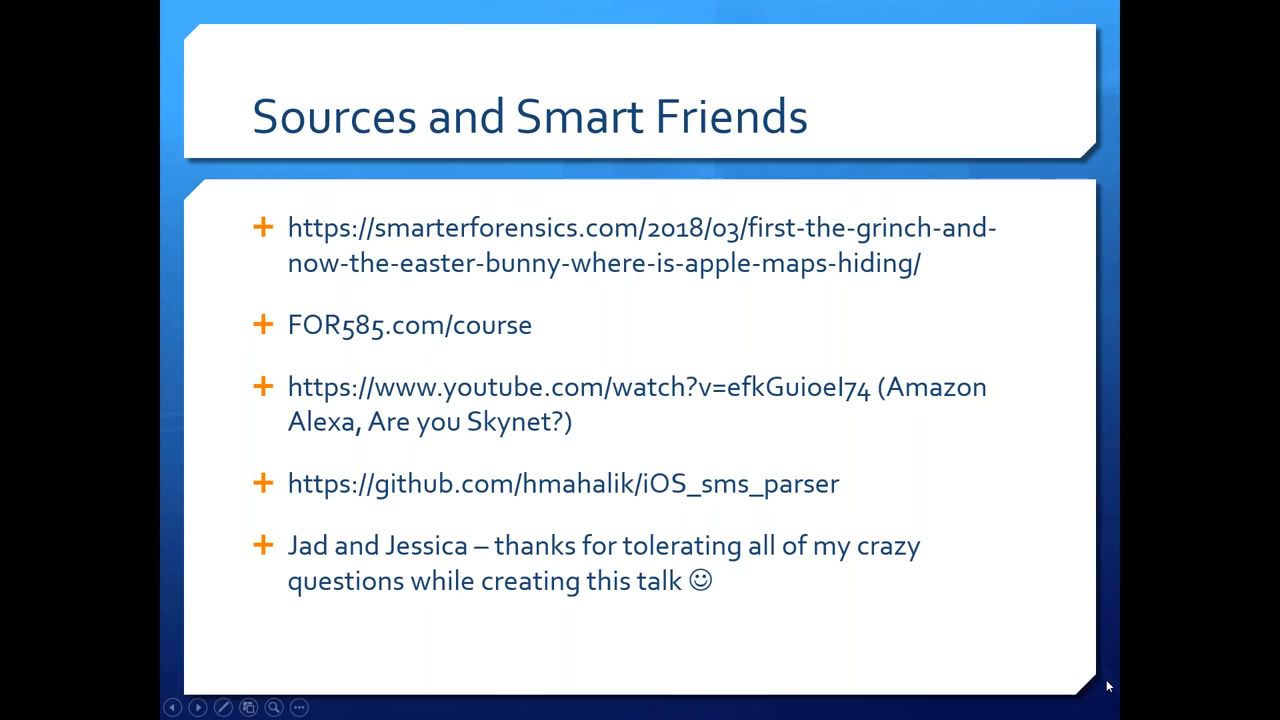 Sources and Smart Friends
https://smarterforensics.com/2018/03/first-the-grinch-and-
now-the-easter-bunny-where-is-apple-maps-hiding/
FOR585.com/course
https://www.youtube.com/watch?v=efkGuioeI74 (Amazon
Alexa, Are you Skynet?)
https://github.com/hmahalik/iOS_sms_parser
Jad and Jessica – thanks for tolerating all of my crazy
questions while creating this talk ☺